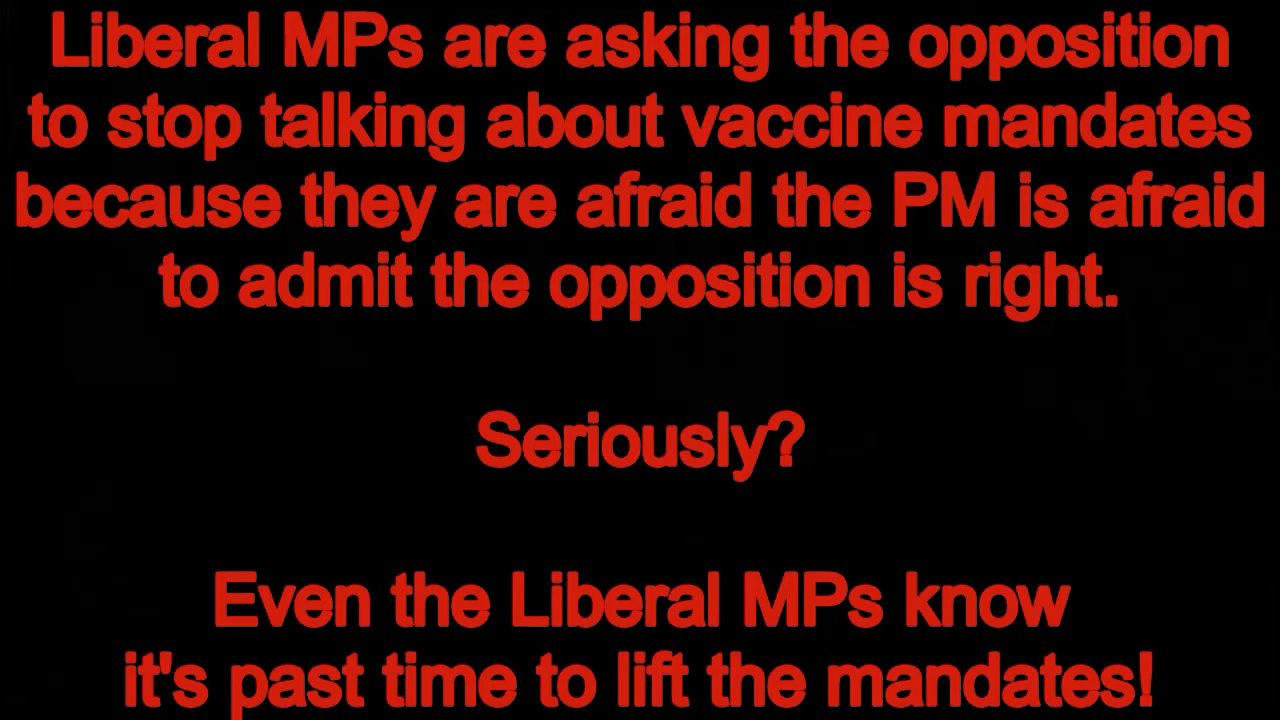 Liberal MPs are asking the opposition
to stop talking about vaccine mandates
because they are afraid the PM is afraid
to admit the opposition is right.
Seriously?
Even the Liberal MPs know
it's past time to lift the mandates!